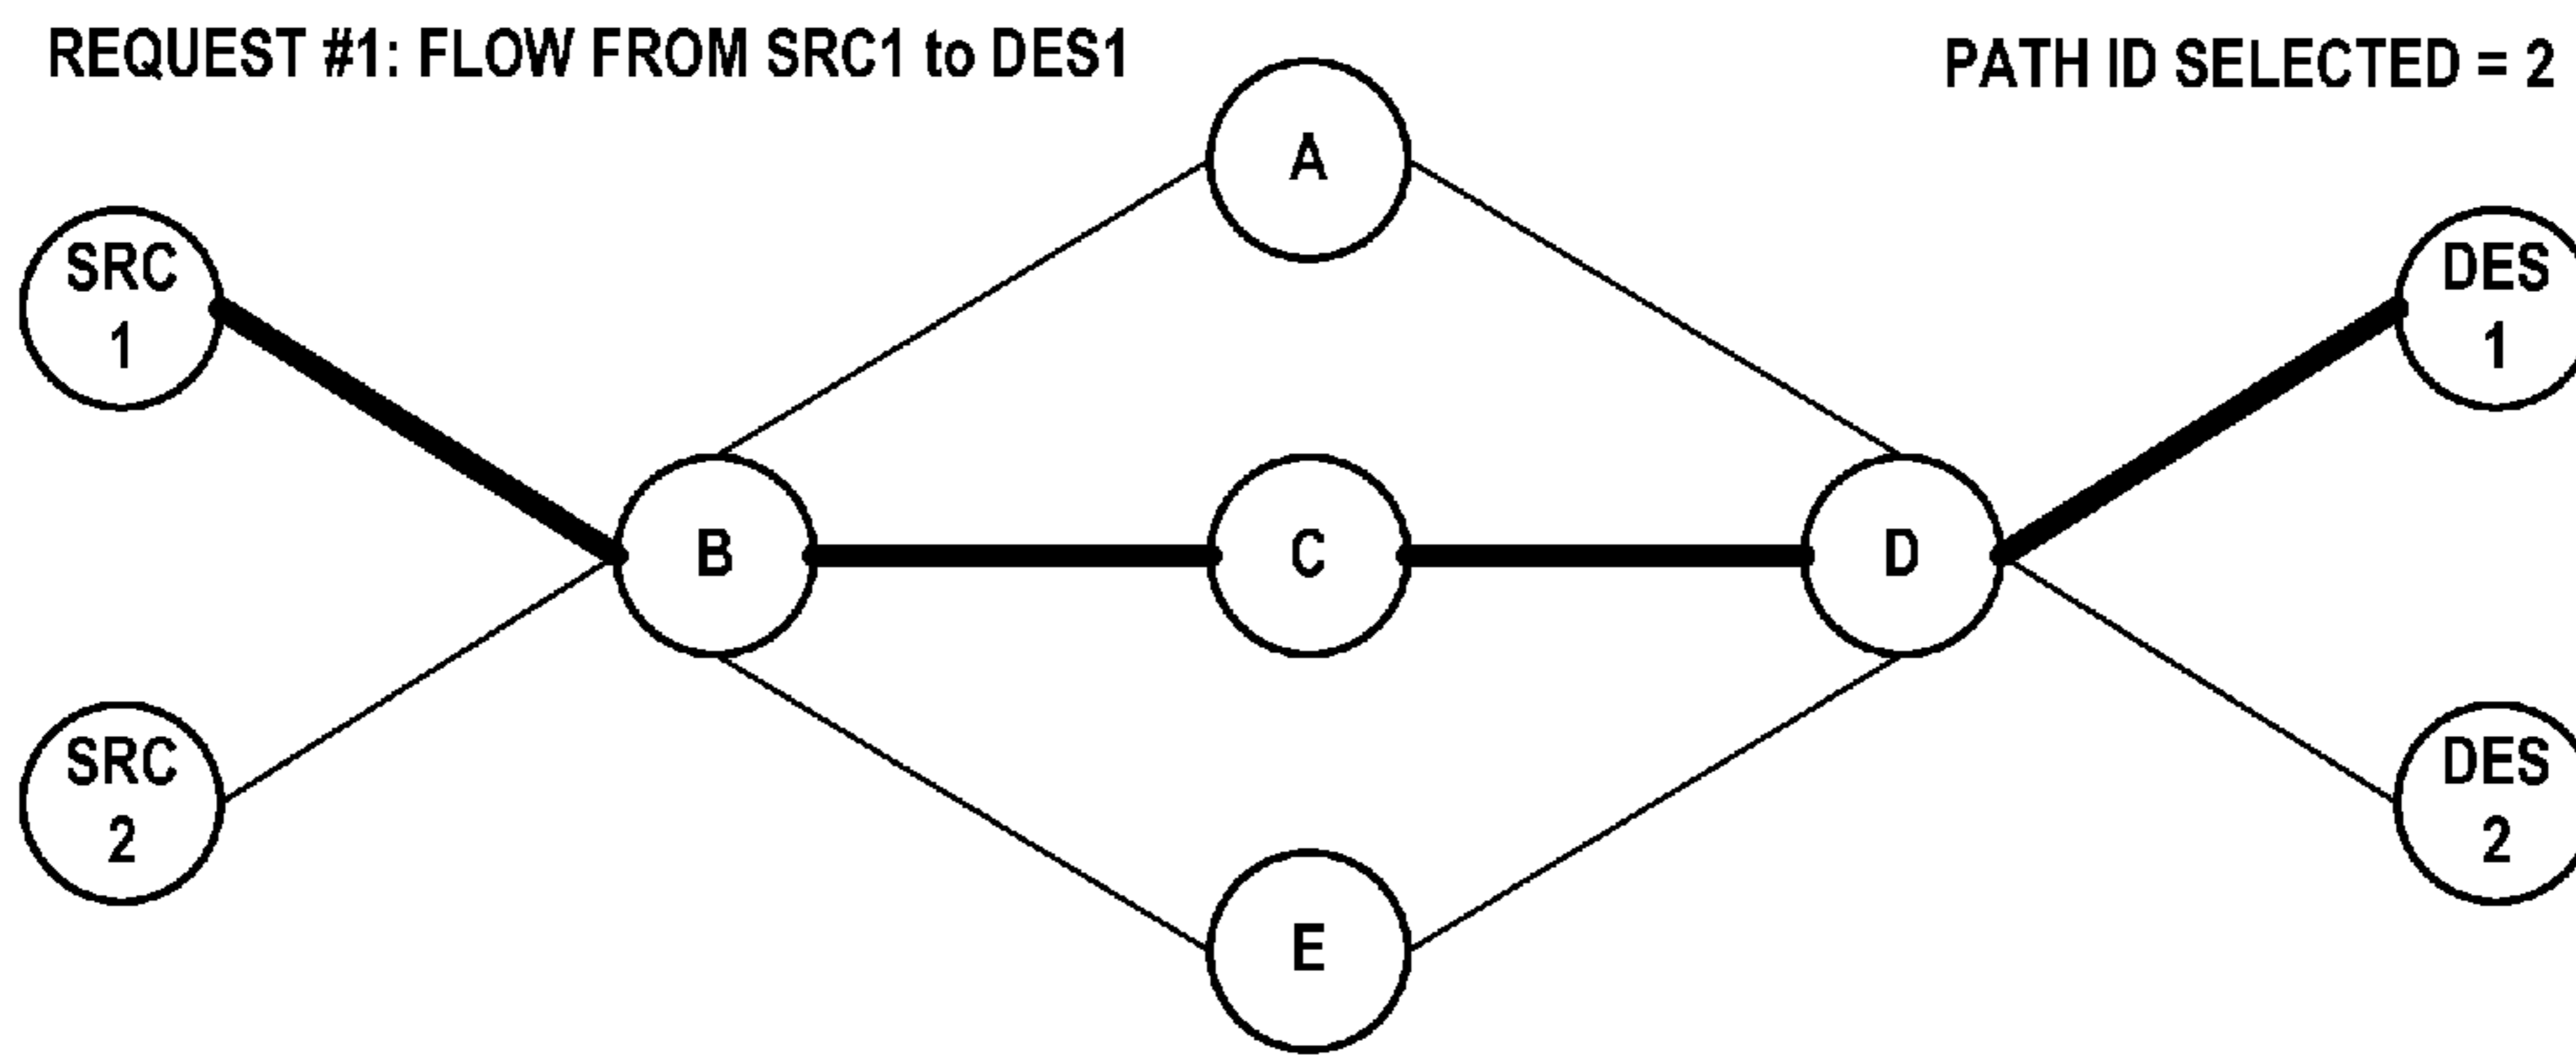 REQUEST #1: FLOW FROM SRC1 to DES1
PATH ID SELECTED = 2
A
SRC
1
DES
1
B
C
D
SRC
2
DES
2
E